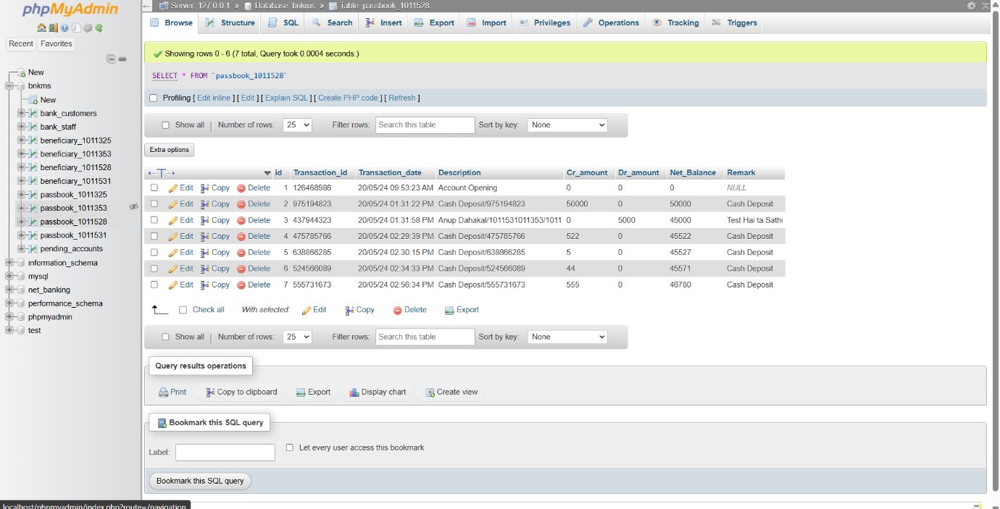 phpMyAdmin
Recent Favorites
New
bnkms
New
bank_customers
bank_staff
beneficiary_1011325
beneficiary_1011353
beneficiary_1011528
beneficiary_1011531
passbook_1011325
passbook_1011353
passbook_1011528
passbook_1011531
pending_accounts
information_schema
mysql
net_banking
performance_schema
phpmyadmin
test
localhost/phpmyadmin/index.php?route=/navigation
Server: 127.0.0.1 » Database: bnkms » Table: passbook_1011528
Browse Structure SQL Search Insert Export Import Privileges Operations Tracking Triggers
Showing rows 0 - 6 (7 total, Query took 0.0004 seconds.)
SELECT * FROM `passbook_1011528`
Profiling [ Edit inline ] [ Edit ] [ Explain SQL ] [ Create PHP code ] [ Refresh ]
Show all | Number of rows: 25 Filter rows: Search this table Sort by key: None
Extra options
←T→ id Transaction_id Transaction_date Description Cr_amount Dr_amount Net_Balance Remark
Edit Copy Delete 1 126468986 20/05/24 09:53:23 AM Account Opening 0 0 0 NULL
Edit Copy Delete 2 975194823 20/05/24 01:31:22 PM Cash Deposit/975194823 50000 0 50000 Cash Deposit
Edit Copy Delete 3 437944323 20/05/24 01:31:58 PM Anup Dahakal/1011531011353/1011 0 5000 45000 Test Hai ta Sathi
Edit Copy Delete 4 475785766 20/05/24 02:29:39 PM Cash Deposit/475785766 522 0 45522 Cash Deposit
Edit Copy Delete 5 638866285 20/05/24 02:30:15 PM Cash Deposit/638866285 5 0 45527 Cash Deposit
Edit Copy Delete 6 524566089 20/05/24 02:34:33 PM Cash Deposit/524566089 44 0 45571 Cash Deposit
Edit Copy Delete 7 555731673 20/05/24 02:56:34 PM Cash Deposit/555731673 555 0 46780 Cash Deposit
Check all With selected: Edit Copy Delete Export
Show all | Number of rows: 25 Filter rows: Search this table Sort by key: None
Query results operations
Print Copy to clipboard Export Display chart Create view
Bookmark this SQL query
Label: Let every user access this bookmark
Bookmark this SQL query